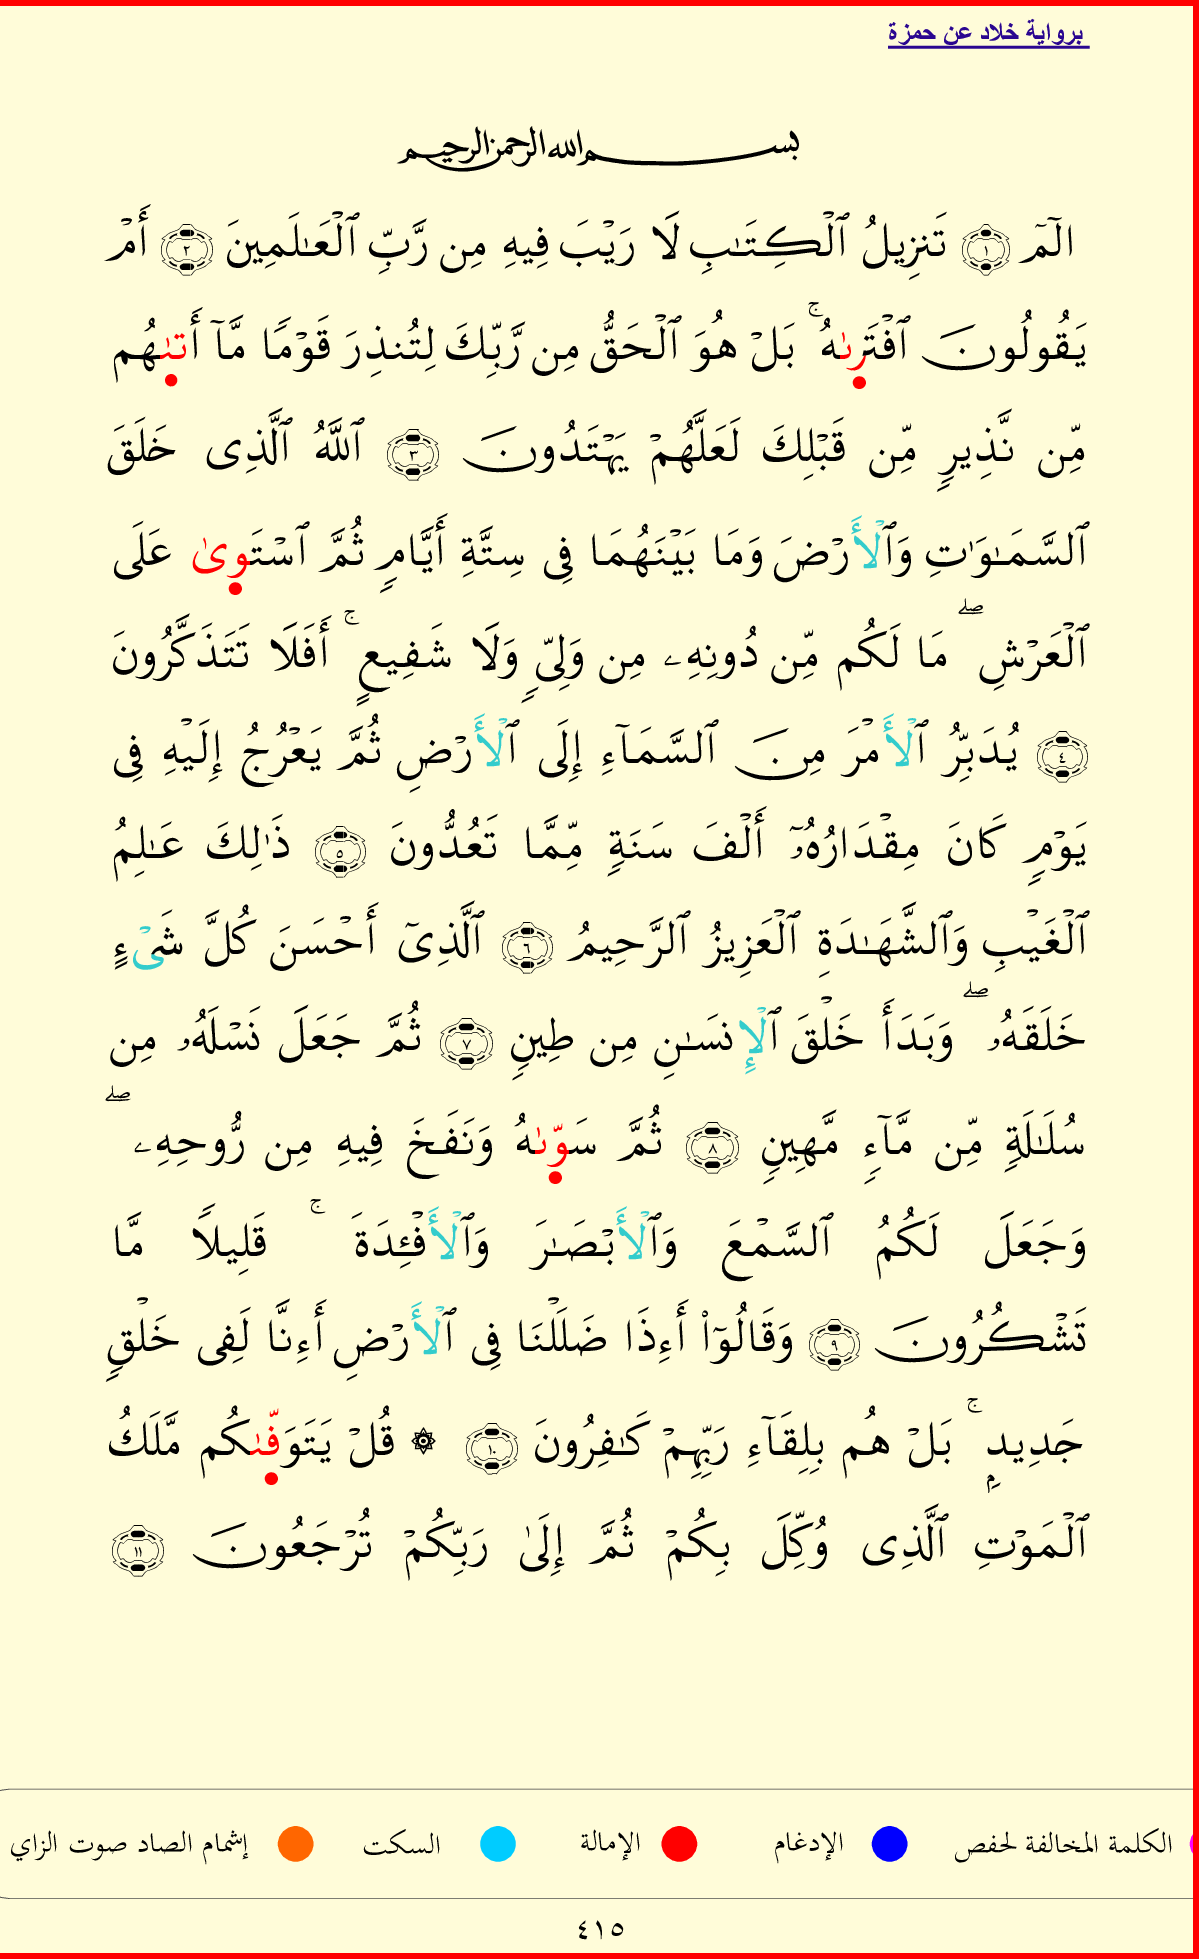 برواية خلاد عن حمزة
بسم الله الرحمن الرحيم
الٓمٓ ١ تَنزِيلُ ٱلۡكِتَـٰبِ لَا رَيۡبَ فِيهِ مِن رَّبِّ ٱلۡعَـٰلَمِينَ ٢ أَمۡ
يَقُولُونَ ٱفۡتَرىٰهُ ۚ بَلۡ هُوَ ٱلۡحَقُّ مِن رَّبِّكَ لِتُنذِرَ قَوۡمًا مَّآ أَتىٰهُم
مِّن نَّذِيرٍ مِّن قَبۡلِكَ لَعَلَّهُمۡ يَهۡتَدُونَ ٣ ٱللَّهُ ٱلَّذِى خَلَقَ
ٱلسَّمَـٰوَٰتِ وَٱلۡأَرۡضَ وَمَا بَيۡنَهُمَا فِى سِتَّةِ أَيَّامٍ ثُمَّ ٱسۡتَوىٰ عَلَى
ٱلۡعَرۡشِ ۖ مَا لَكُم مِّن دُونِهِۦ مِن وَلِىٍّ وَلَا شَفِيعٍ ۚ أَفَلَا تَتَذَكَّرُونَ
٤ يُدَبِّرُ ٱلۡأَمۡرَ مِنَ ٱلسَّمَآءِ إِلَى ٱلۡأَرۡضِ ثُمَّ يَعۡرُجُ إِلَيۡهِ فِى
يَوۡمٍ كَانَ مِقۡدَارُهُۥٓ أَلۡفَ سَنَةٍ مِّمَّا تَعُدُّونَ ٥ ذَٰلِكَ عَـٰلِمُ
ٱلۡغَيۡبِ وَٱلشَّهَـٰدَةِ ٱلۡعَزِيزُ ٱلرَّحِيمُ ٦ ٱلَّذِىٓ أَحۡسَنَ كُلَّ شَىۡءٍ
خَلَقَهُۥ ۖ وَبَدَأَ خَلۡقَ ٱلۡإِنسَـٰنِ مِن طِينٍ ٧ ثُمَّ جَعَلَ نَسۡلَهُۥ مِن
سُلَـٰلَةٍ مِّن مَّآءٍ مَّهِينٍ ٨ ثُمَّ سَوّىٰهُ وَنَفَخَ فِيهِ مِن رُّوحِهِۦ ۖ
وَجَعَلَ لَكُمُ ٱلسَّمۡعَ وَٱلۡأَبۡصَـٰرَ وَٱلۡأَفۡـِٔدَةَ ۚ قَلِيلًا مَّا
تَشۡكُرُونَ ٩ وَقَالُوٓا۟ أَءِذَا ضَلَلۡنَا فِى ٱلۡأَرۡضِ أَءِنَّا لَفِى خَلۡقٍ
جَدِيدٍۭ ۚ بَلۡ هُم بِلِقَآءِ رَبِّهِمۡ كَـٰفِرُونَ ١٠ ۞ قُلۡ يَتَوَفّىٰكُم مَّلَكُ
ٱلۡمَوۡتِ ٱلَّذِى وُكِّلَ بِكُمۡ ثُمَّ إِلَىٰ رَبِّكُمۡ تُرۡجَعُونَ ١١
الكلمة المخالفة لحفص الإدغام الإمالة السكت إشمام الصاد صوت الزاي
٤١٥